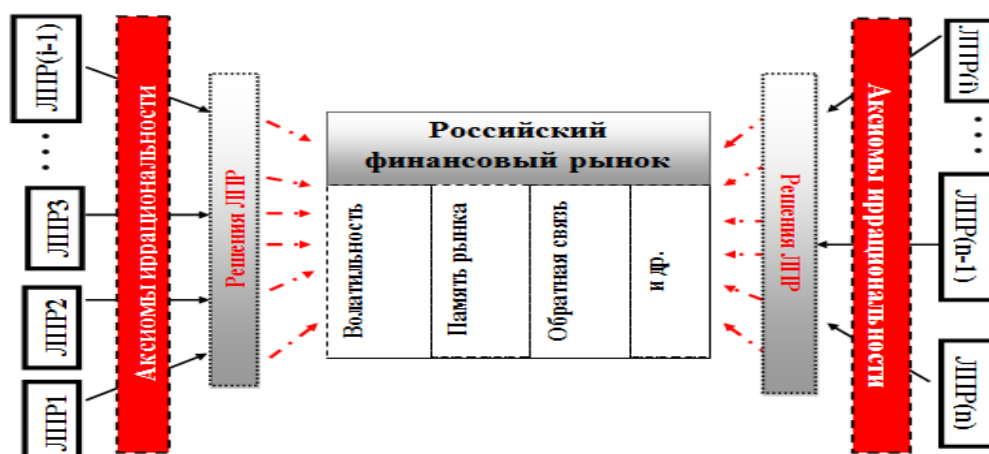 ЛПР(i-1)
...
ЛПР3
ЛПР2
ЛПР1
Аксиомы иррациональности
Решения ЛПР
Российский
финансовый рынок
Волатильность
Память рынка
Обратная связь
и др.
Решения ЛПР
Аксиомы иррациональности
ЛПР(i)
...
ЛПР(n-1)
ЛПР(n)